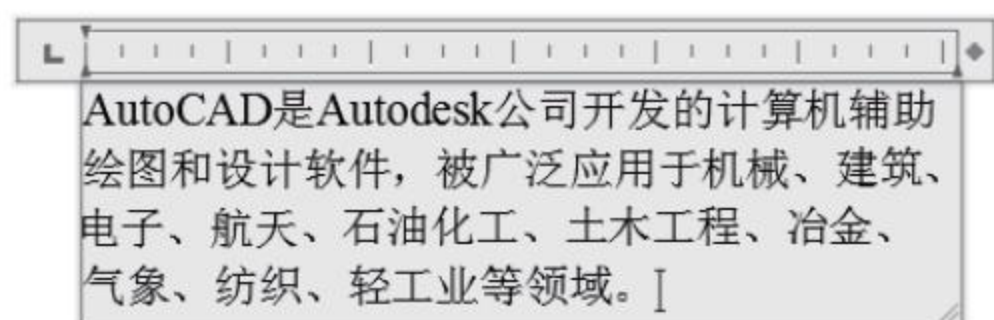 AutoCAD是Autodesk公司开发的计算机辅助
绘图和设计软件，被广泛应用于机械、建筑、
电子、航天、石油化工、土木工程、冶金、
气象、纺织、轻工业等领域。